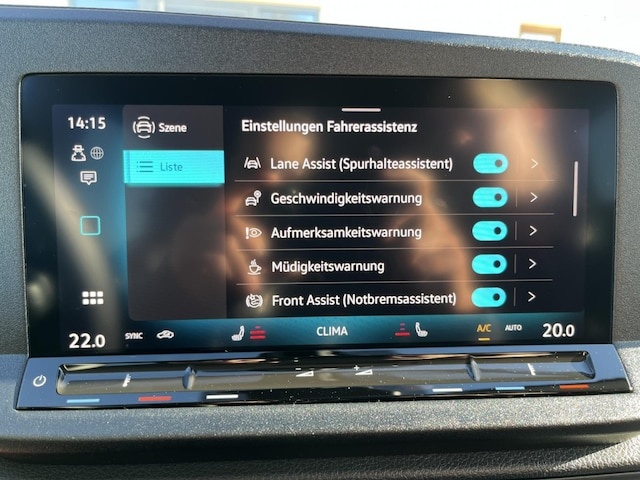 14:15
Szene
Liste
Einstellungen Fahrerassistenz
Lane Assist (Spurhalteassistent)
Geschwindigkeitswarnung
Aufmerksamkeitswarnung
Müdigkeitswarnung
Front Assist (Notbremsassistent)
22.0 SYNC CLIMA A/C AUTO 20.0